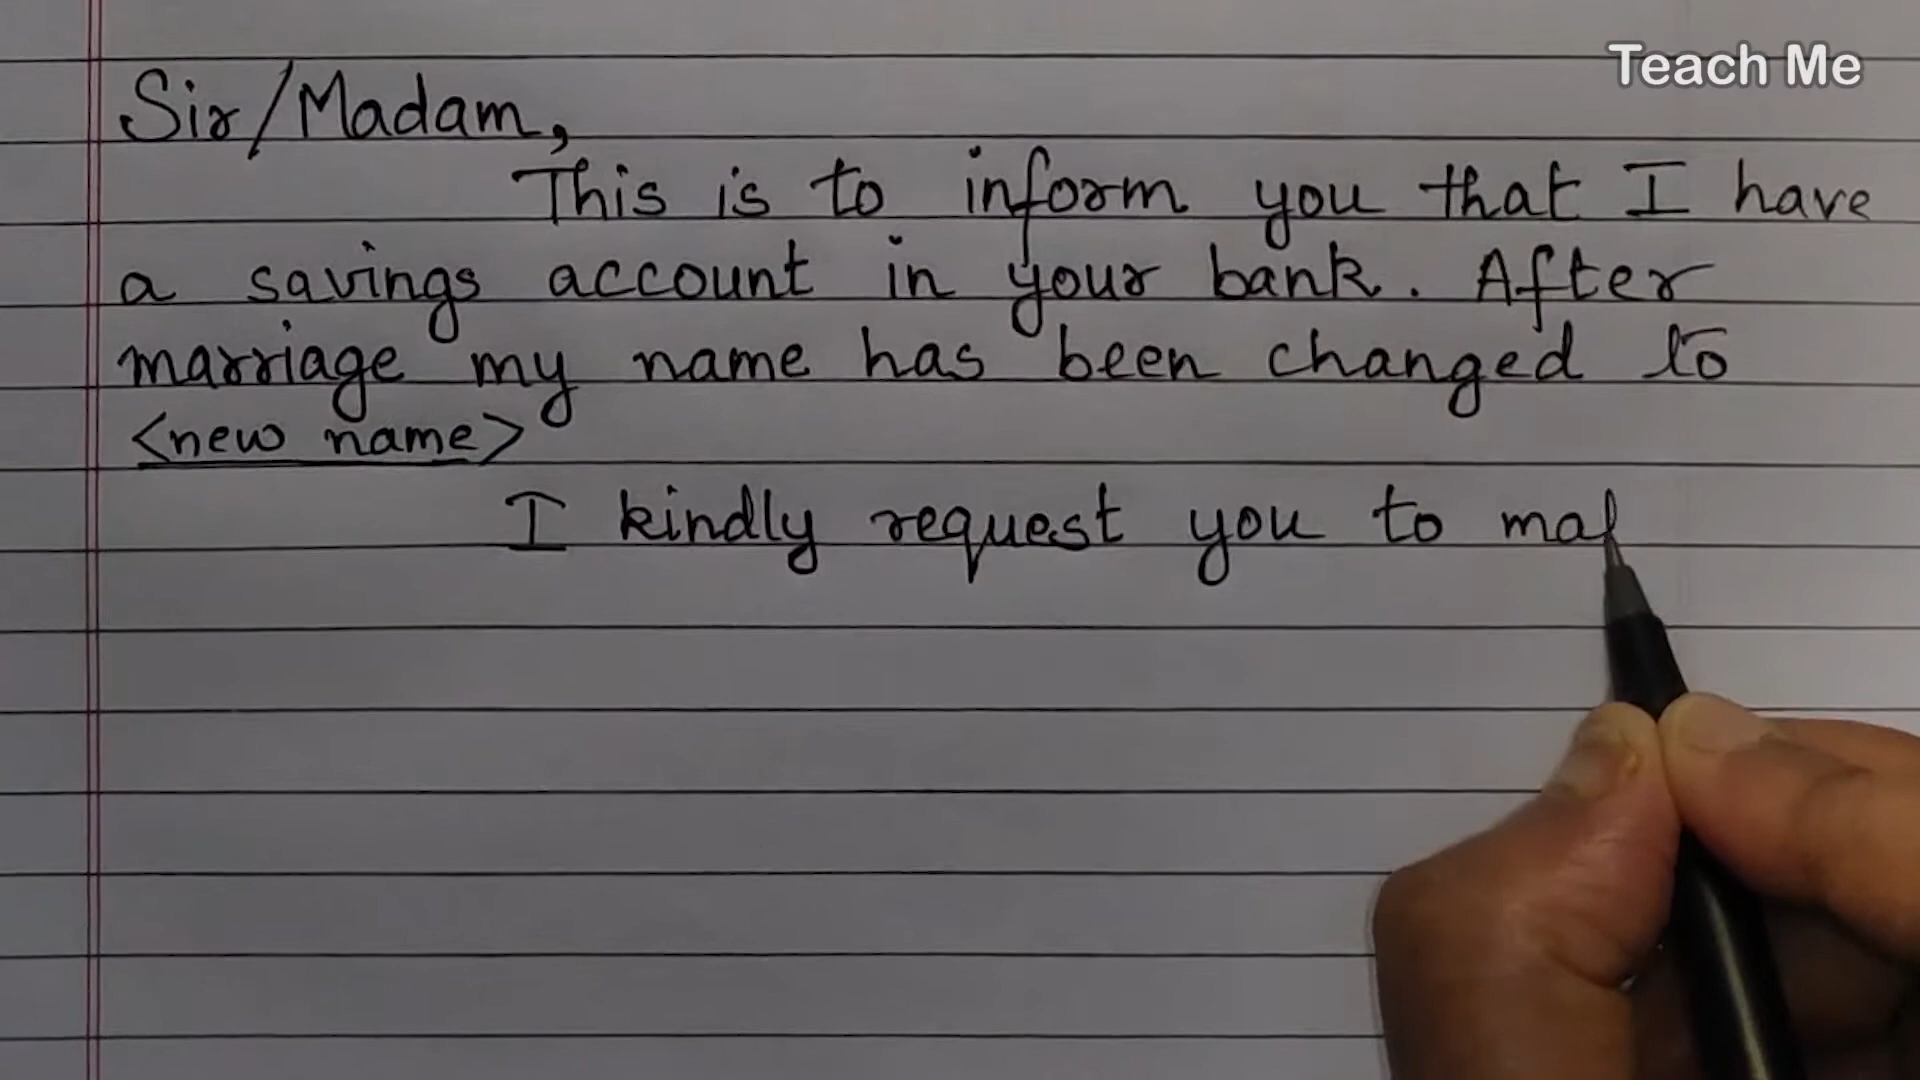 Teach Me
Sir/Madam,
This is to inform you that I have
a savings account in your bank. After
marriage my name has been changed to
<new name>
I kindly request you to